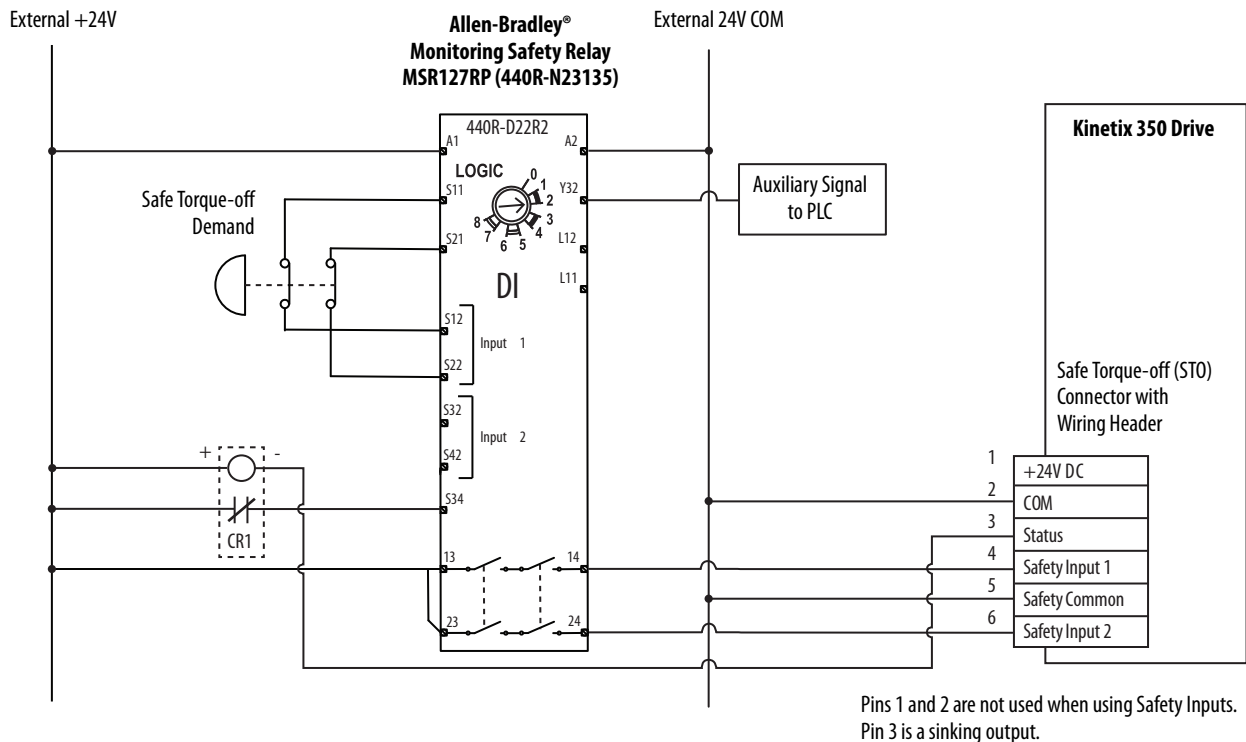 External +24V
Allen-Bradley®
Monitoring Safety Relay
MSR127RP (440R-N23135)
External 24V COM
440R-D22R2
A1
A2
LOGIC
0
1
2
3
4
5
6
7
8
S11
Y32
Auxiliary Signal
to PLC
Safe Torque-off
Demand
S21
L12
DI
L11
S12
Input 1
S22
S32
Input 2
S42
+
-
S34
CR1
13
14
23
24
Kinetix 350 Drive
Safe Torque-off (STO)
Connector with
Wiring Header
1 +24V DC
2 COM
3 Status
4 Safety Input 1
5 Safety Common
6 Safety Input 2
Pins 1 and 2 are not used when using Safety Inputs.
Pin 3 is a sinking output.